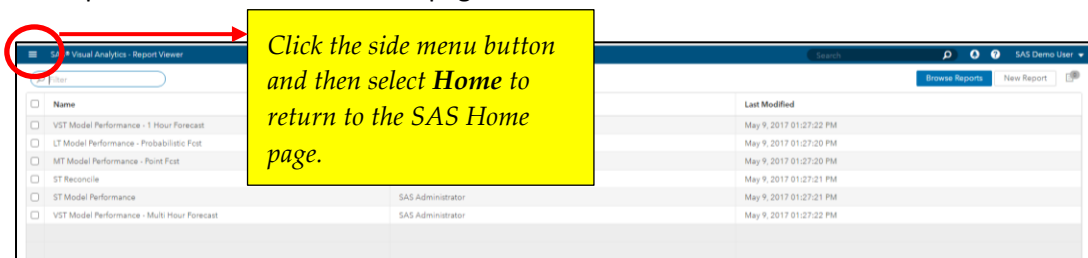 SAS® Visual Analytics - Report Viewer
Search
SAS Demo User
Click the side menu button
and then select Home to
return to the SAS Home
page.
Filter
Browse Reports
New Report
Name
Last Modified
VST Model Performance - 1 Hour Forecast
May 9, 2017 01:27:22 PM
LT Model Performance - Probabilistic Fcst
May 9, 2017 01:27:20 PM
MT Model Performance - Point Fcst
May 9, 2017 01:27:20 PM
ST Reconcile
May 9, 2017 01:27:21 PM
ST Model Performance
SAS Administrator
May 9, 2017 01:27:21 PM
VST Model Performance - Multi Hour Forecast
SAS Administrator
May 9, 2017 01:27:22 PM